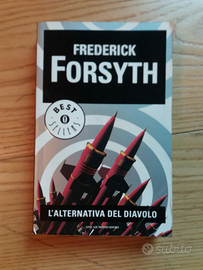 FREDERICK
FORSYTH
BEST
SELLERS
L'ALTERNATIVA DEL DIAVOLO
subito